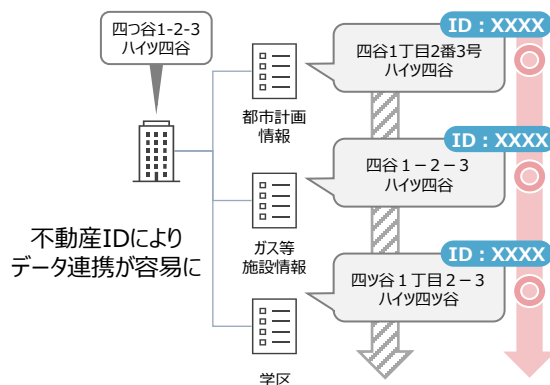 四つ谷1-2-3
ハイツ四谷
不動産IDにより
データ連携が容易に
都市計画
情報
四谷1丁目2番3号
ハイツ四谷
ID：XXXX
ガス等
施設情報
四谷１−２−３
ハイツ四谷
ID：XXXX
学区
四ツ谷１丁目２−３
ハイツ四ツ谷
ID：XXXX